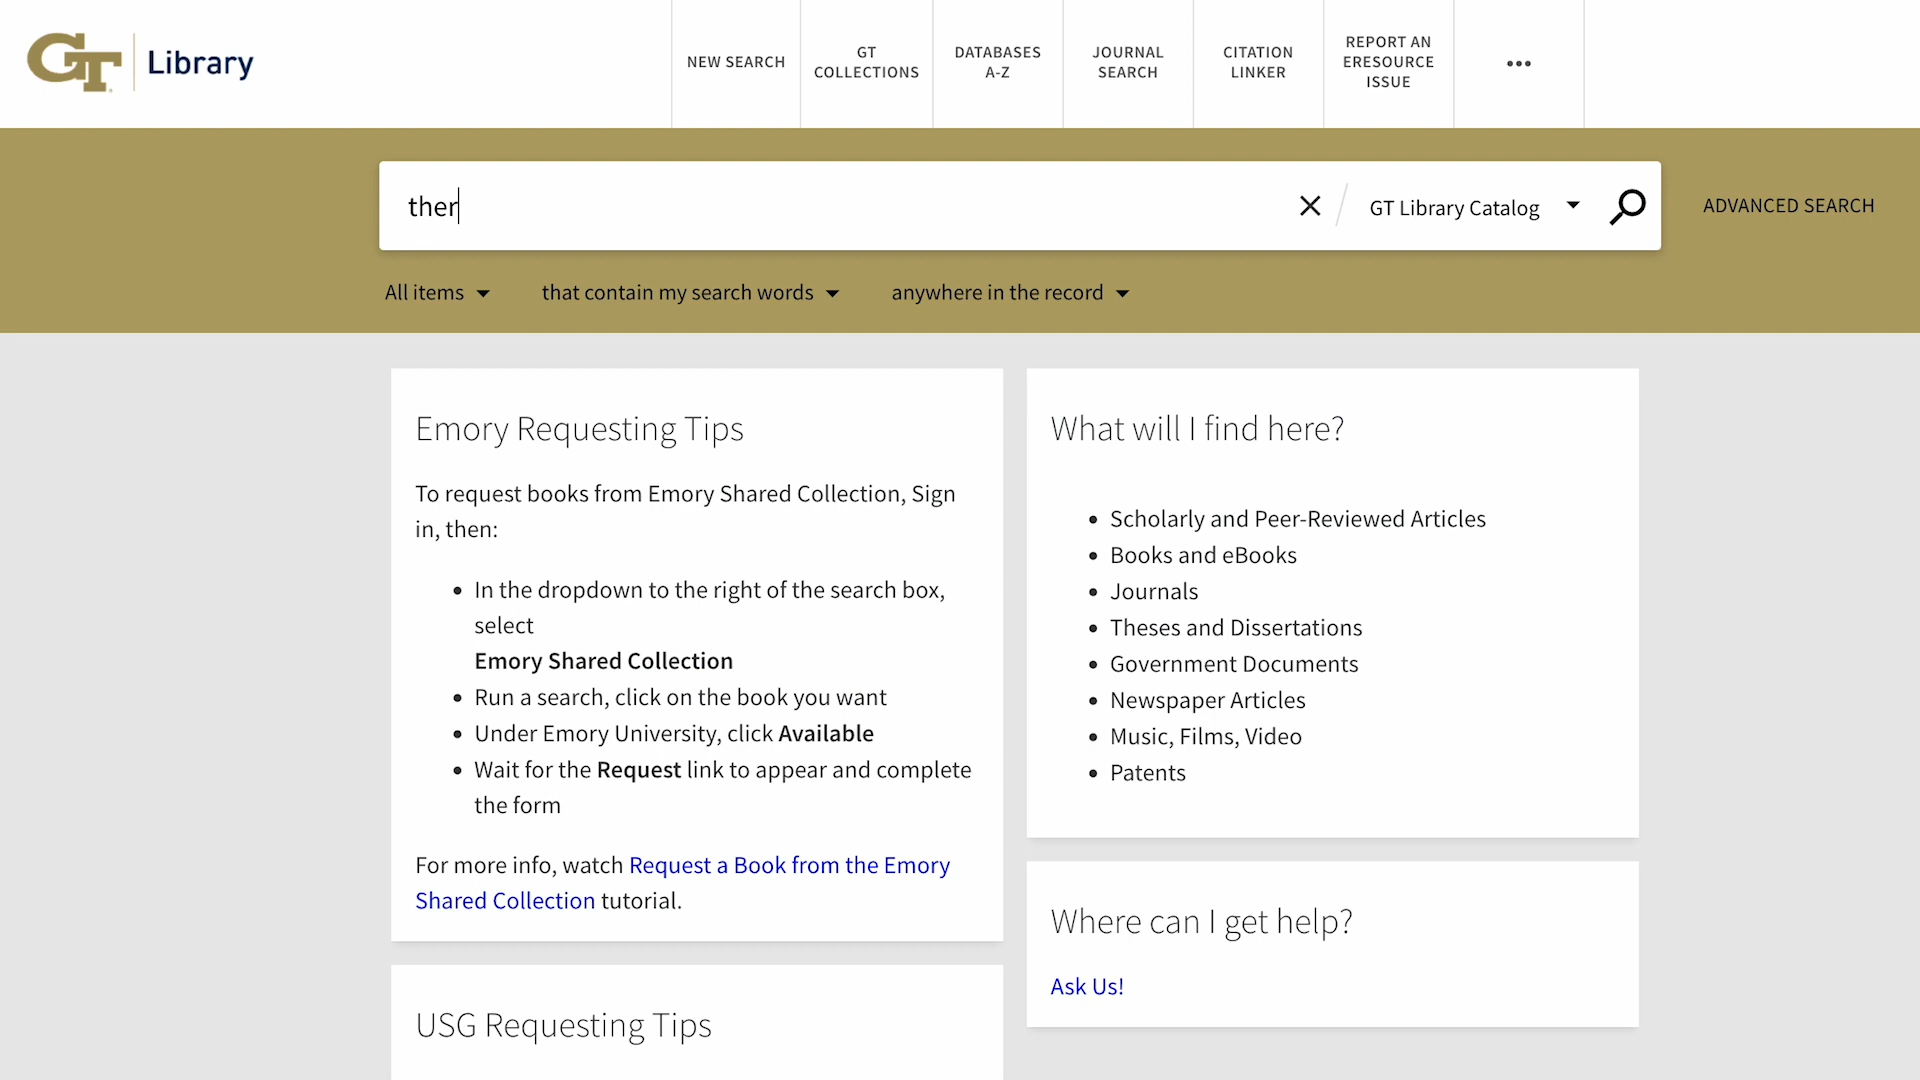 GT Library
NEW SEARCH
GT
COLLECTIONS
DATABASES
A-Z
JOURNAL
SEARCH
CITATION
LINKER
REPORT AN
ERESOURCE
ISSUE
ther
GT Library Catalog
ADVANCED SEARCH
All items
that contain my search words
anywhere in the record
Emory Requesting Tips
To request books from Emory Shared Collection, Sign
in, then:
In the dropdown to the right of the search box,
select
Emory Shared Collection
Run a search, click on the book you want
Under Emory University, click Available
Wait for the Request link to appear and complete
the form
For more info, watch Request a Book from the Emory
Shared Collection tutorial.
USG Requesting Tips
What will I find here?
Scholarly and Peer-Reviewed Articles
Books and eBooks
Journals
Theses and Dissertations
Government Documents
Newspaper Articles
Music, Films, Video
Patents
Where can I get help?
Ask Us!